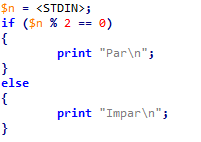 $n = <STDIN>;
if ($n % 2 == 0)
{
print "Par\n";
}
else
{
print "Impar\n";
}